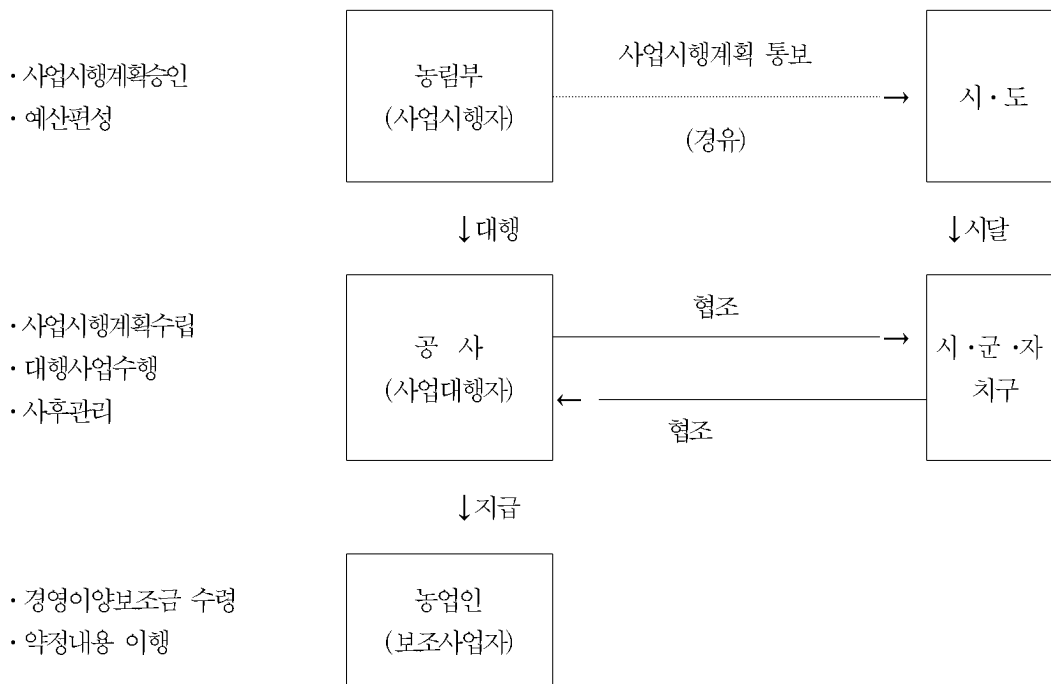 · 사업시행계획승인
· 예산편성
농림부
(사업시행자)
사업시행계획 통보
→
(경유)
시 · 도
↓대행
↓시달
· 사업시행계획수립
· 대행사업수행
· 사후관리
공 사
(사업대행자)
협조
→
←
협조
시 ·군 ·자
치구
↓지급
· 경영이양보조금 수령
· 약정내용 이행
농업인
(보조사업자)